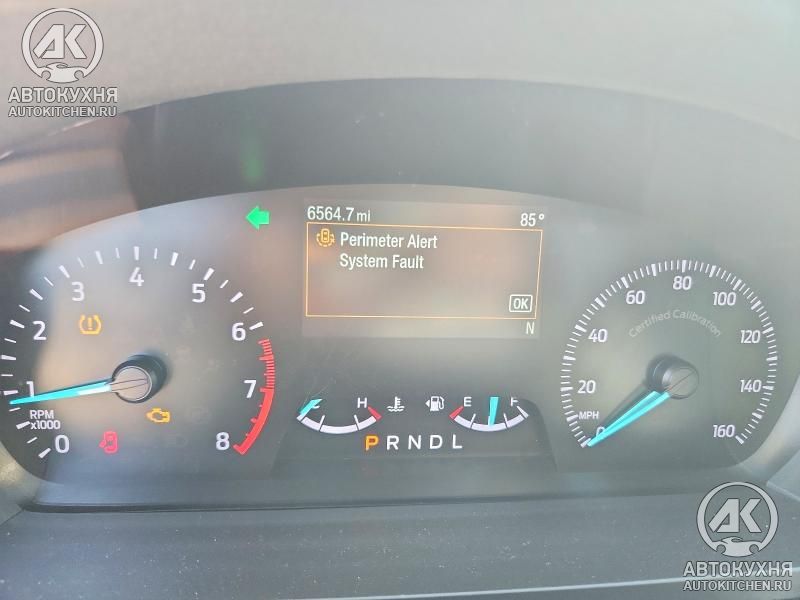 АК
АВТОКУХНЯ
AUTOKITCHEN.RU
6564.7 mi 85°
Perimeter Alert
System Fault
OK
N
0 1 2 3 4 5 6 7 8
RPM
x1000
C H E F
P R N D L
0 20 40 60 80 100 120 140 160
MPH
Certified Calibration
АК
АВТОКУХНЯ
AUTOKITCHEN.RU